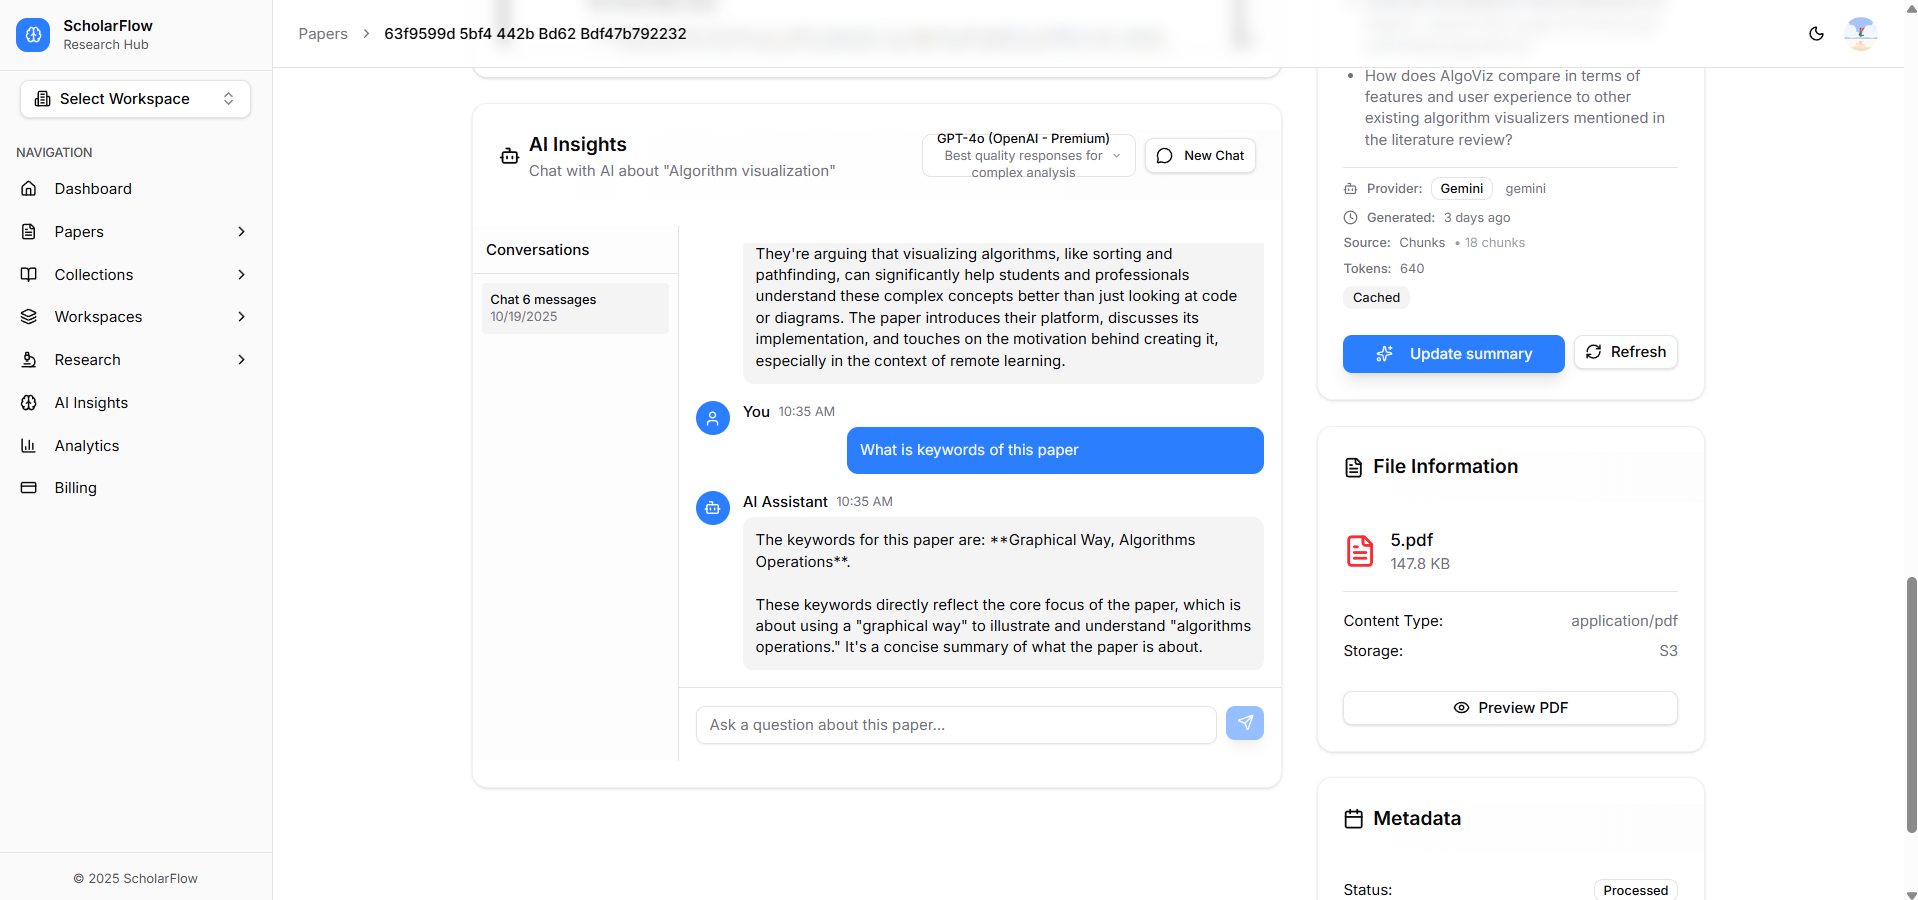 ScholarFlow
Research Hub
Select Workspace
NAVIGATION
Dashboard
Papers
Collections
Workspaces
Research
AI Insights
Analytics
Billing
© 2025 ScholarFlow
Papers > 63f9599d 5bf4 442b Bd62 Bdf47b792232
AI Insights
Chat with AI about "Algorithm visualization"
GPT-4o (OpenAI - Premium)
Best quality responses for
complex analysis
New Chat
Conversations
Chat 6 messages
10/19/2025
They're arguing that visualizing algorithms, like sorting and
pathfinding, can significantly help students and professionals
understand these complex concepts better than just looking at code
or diagrams. The paper introduces their platform, discusses its
implementation, and touches on the motivation behind creating it,
especially in the context of remote learning.
You 10:35 AM
What is keywords of this paper
AI Assistant 10:35 AM
The keywords for this paper are: **Graphical Way, Algorithms
Operations**.
These keywords directly reflect the core focus of the paper, which is
about using a "graphical way" to illustrate and understand "algorithms
operations." It's a concise summary of what the paper is about.
Ask a question about this paper...
• How does AlgoViz compare in terms of
features and user experience to other
existing algorithm visualizers mentioned in
the literature review?
Provider: Gemini gemini
Generated: 3 days ago
Source: Chunks • 18 chunks
Tokens: 640
Cached
Update summary
Refresh
File Information
5.pdf
147.8 KB
Content Type: application/pdf
Storage: S3
Preview PDF
Metadata
Status: Processed